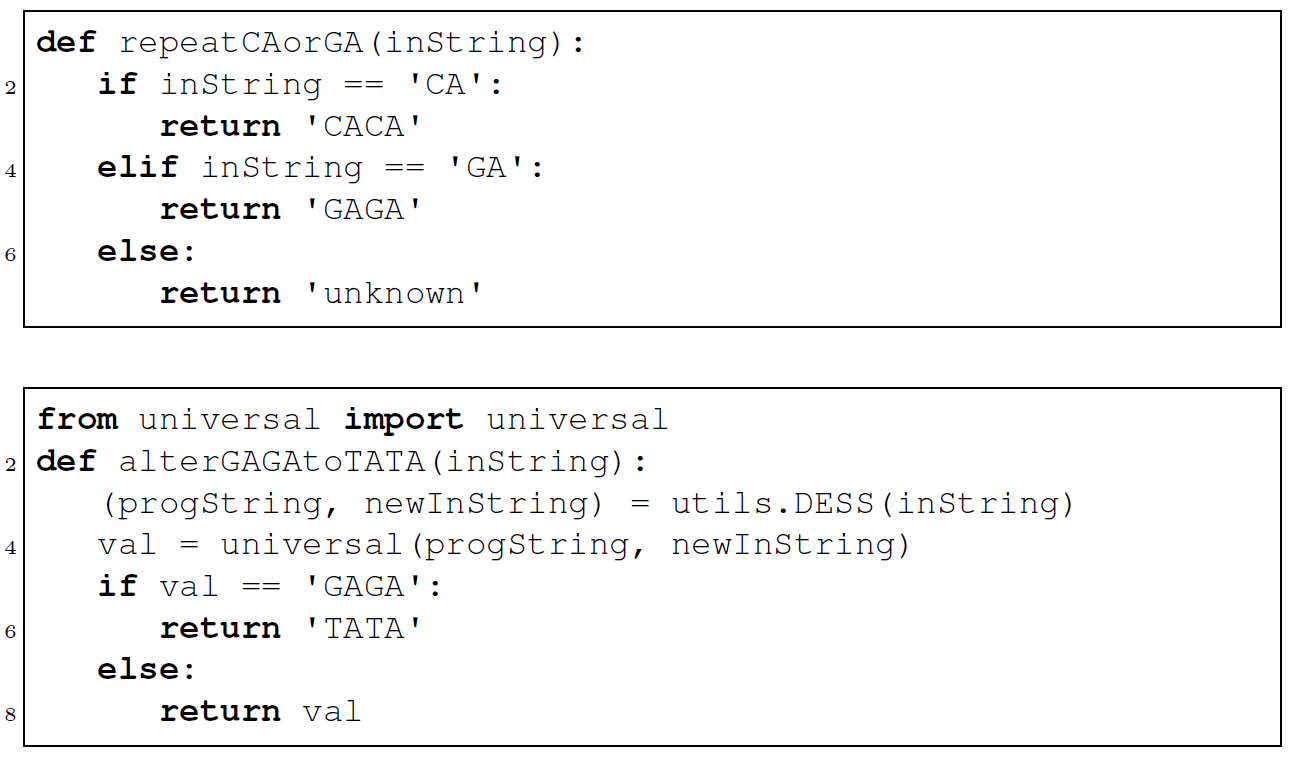 def repeatCAorGA(inString):
2 if inString == 'CA':
return 'CACA'
4 elif inString == 'GA':
return 'GAGA'
6 else:
return 'unknown'
from universal import universal
2 def alterGAGAtoTATA(inString):
(progString, newInString) = utils.DESS(inString)
4 val = universal(progString, newInString)
if val == 'GAGA':
6 return 'TATA'
else:
8 return val